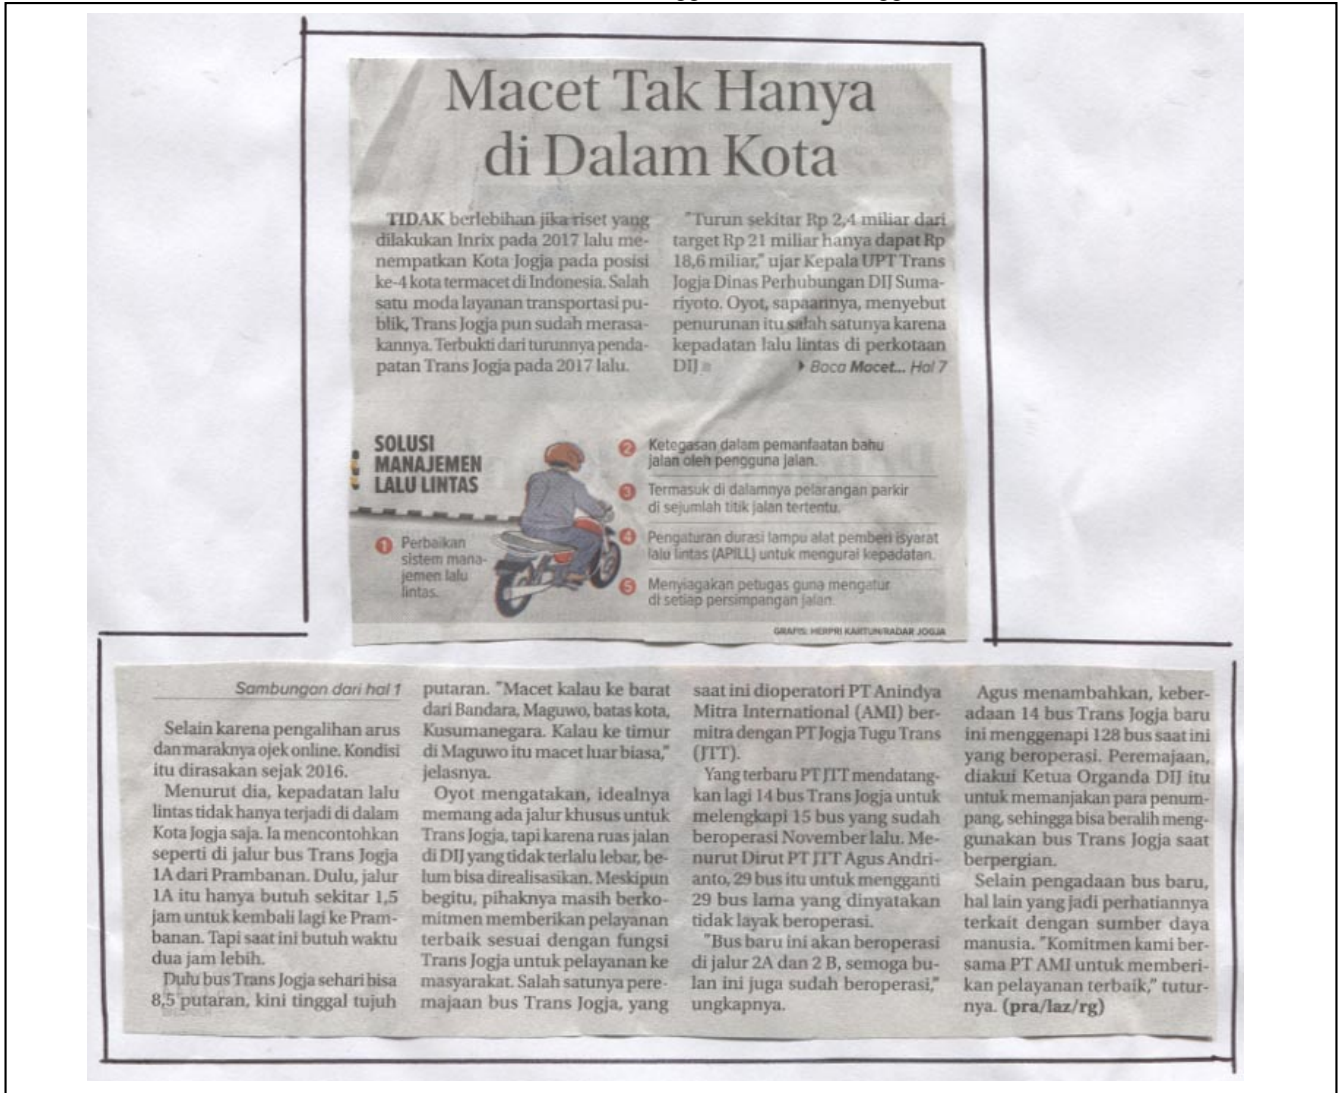 Macet Tak Hanya
di Dalam Kota
TIDAK berlebihan jika riset yang
dilakukan Inrix pada 2017 lalu me-
nempatkan Kota Jogja pada posisi
ke-4 kota termacet di Indonesia. Salah
satu moda layanan transportasi pu-
blik, Trans Jogja pun sudah merasa-
kannya. Terbukti dari turunnya penda-
patan Trans Jogja pada 2017 lalu.
"Turun sekitar Rp 2,4 miliar dari
target Rp 21 miliar hanya dapat Rp
18,6 miliar," ujar Kepala UPT Trans
Jogja Dinas Perhubungan DIJ Suma-
riyoto. Oyot, sapaannya, menyebut
penurunan itu salah satunya karena
kepadatan lalu lintas di perkotaan
DIJ
Baca Macet... Hal 7
SOLUSI
MANAJEMEN
LALU LINTAS
1 Perbaikan
sistem mana-
jemen lalu
lintas.
2 Ketegasan dalam pemanfaatan bahu
jalan oleh pengguna jalan.
3 Termasuk di dalamnya pelarangan parkir
di sejumlah titik jalan tertentu.
4 Pengaturan durasi lampu alat pemberi isyarat
lalu lintas (APILL) untuk mengurai kepadatan.
5 Menyiagakan petugas guna mengatur
di setiap persimpangan jalan.
GRAFIS: HERPRI KARTUN/RADAR JOGJA
Sambungan dari hal 1
Selain karena pengalihan arus
dan maraknya ojek online. Kondisi
itu dirasakan sejak 2016.
Menurut dia, kepadatan lalu
lintas tidak hanya terjadi di dalam
Kota Jogja saja. Ia mencontohkan
seperti di jalur bus Trans Jogja
1A dari Prambanan. Dulu, jalur
1A itu hanya butuh sekitar 1,5
jam untuk kembali lagi ke Pram-
banan. Tapi saat ini butuh waktu
dua jam lebih.
Dulu bus Trans Jogja sehari bisa
8,5 putaran, kini tinggal tujuh
putaran. "Macet kalau ke barat
dari Bandara, Maguwo, batas kota,
Kusumanegara. Kalau ke timur
di Maguwo itu macet luar biasa,"
jelasnya.
Oyot mengatakan, idealnya
memang ada jalur khusus untuk
Trans Jogja, tapi karena ruas jalan
di DIJ yang tidak terlalu lebar, be-
lum bisa direalisasikan. Meskipun
begitu, pihaknya masih berko-
mitmen memberikan pelayanan
terbaik sesuai dengan fungsi
Trans Jogja untuk pelayanan ke
masyarakat. Salah satunya pere-
majaan bus Trans Jogja, yang
saat ini dioperatori PT Anindya
Mitra International (AMI) ber-
mitra dengan PT Jogja Tugu Trans
(JTT).
Yang terbaru PT JTT mendatang-
kan lagi 14 bus Trans Jogja untuk
melengkapi 15 bus yang sudah
beroperasi November lalu. Me-
nurut Dirut PT JTT Agus Andri-
anto, 29 bus itu untuk mengganti
29 bus lama yang dinyatakan
tidak layak beroperasi.
"Bus baru ini akan beroperasi
di jalur 2A dan 2 B, semoga bu-
lan ini juga sudah beroperasi,"
ungkapnya.
Agus menambahkan, keber-
adaan 14 bus Trans Jogja baru
ini menggenapi 128 bus saat ini
yang beroperasi. Peremajaan,
diakui Ketua Organda DIJ itu
untuk memanjakan para penum-
pang, sehingga bisa beralih meng-
gunakan bus Trans Jogja saat
berpergian.
Selain pengadaan bus baru,
hal lain yang jadi perhatiannya
terkait dengan sumber daya
manusia. "Komitmen kami ber-
sama PT AMI untuk memberi-
kan pelayanan terbaik," tutur-
nya. (pra/laz/rg)